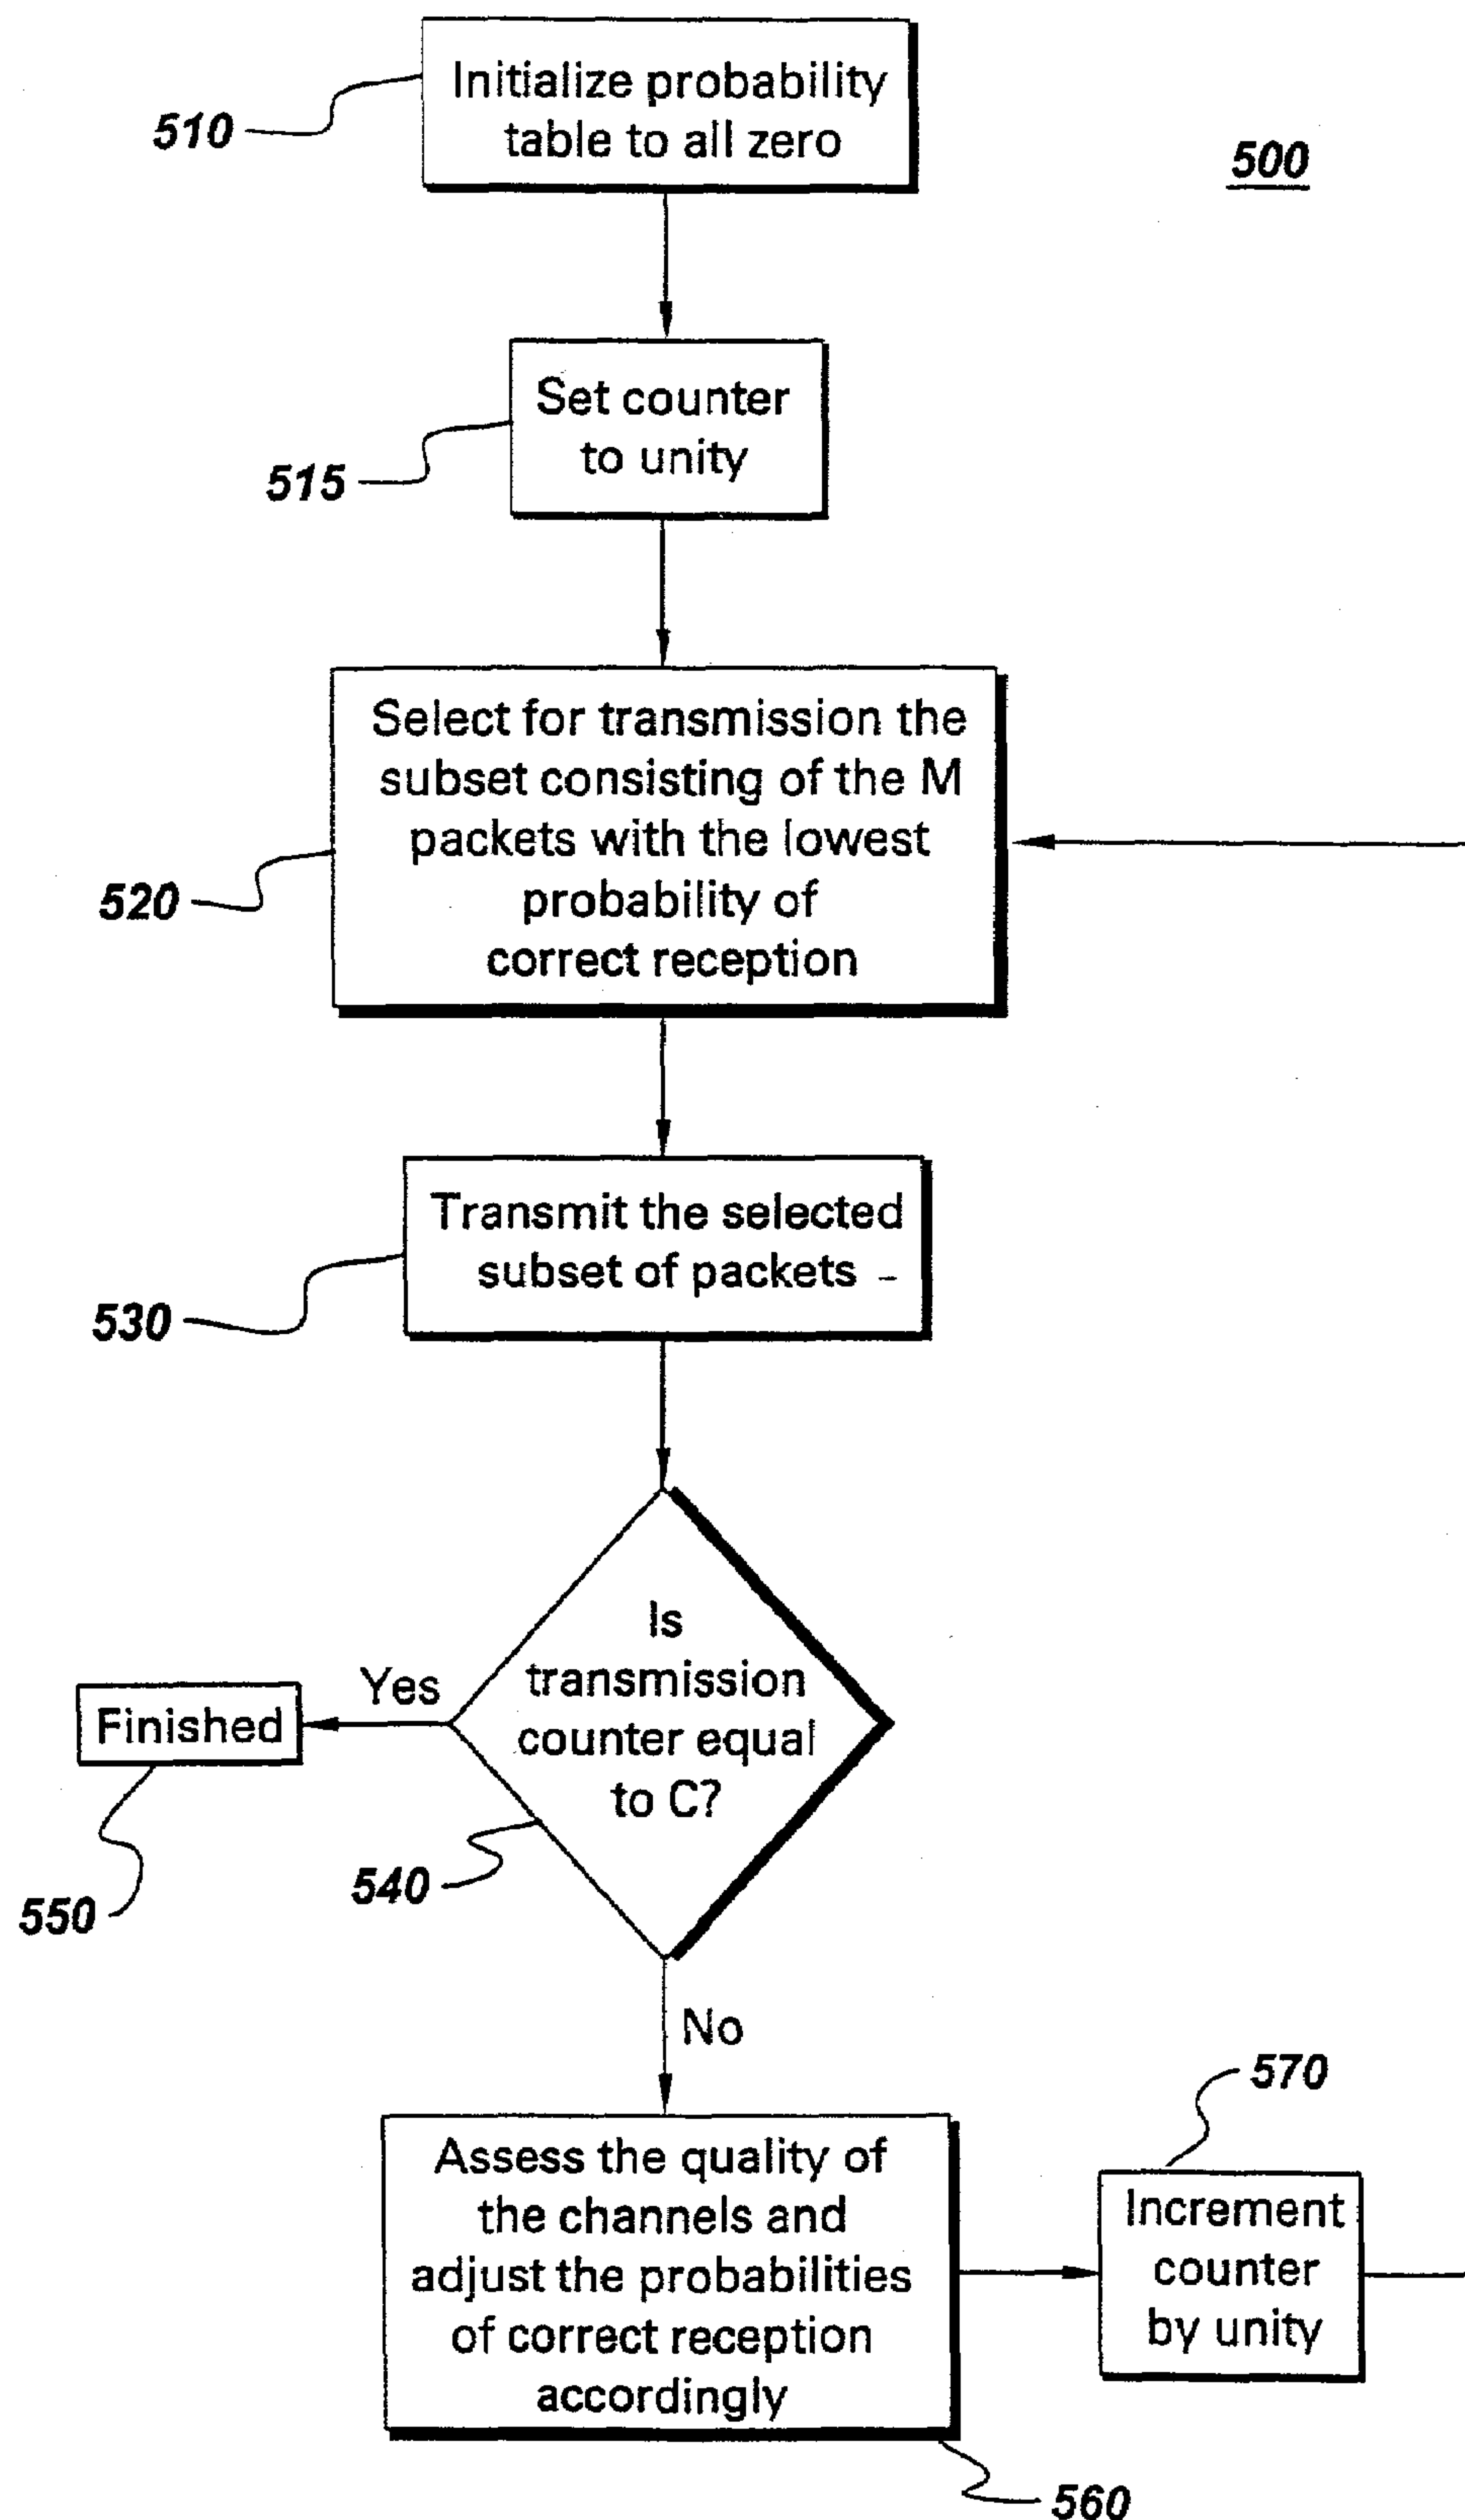 500
510
Initialize probability
table to all zero
515
Set counter
to unity
520
Select for transmission the
subset consisting of the M
packets with the lowest
probability of
correct reception
530
Transmit the selected
subset of packets
540
Is
transmission
counter equal
to C?
Yes
Finished
550
No
Assess the quality of
the channels and
adjust the probabilities
of correct reception
accordingly
560
570
Increment
counter
by unity